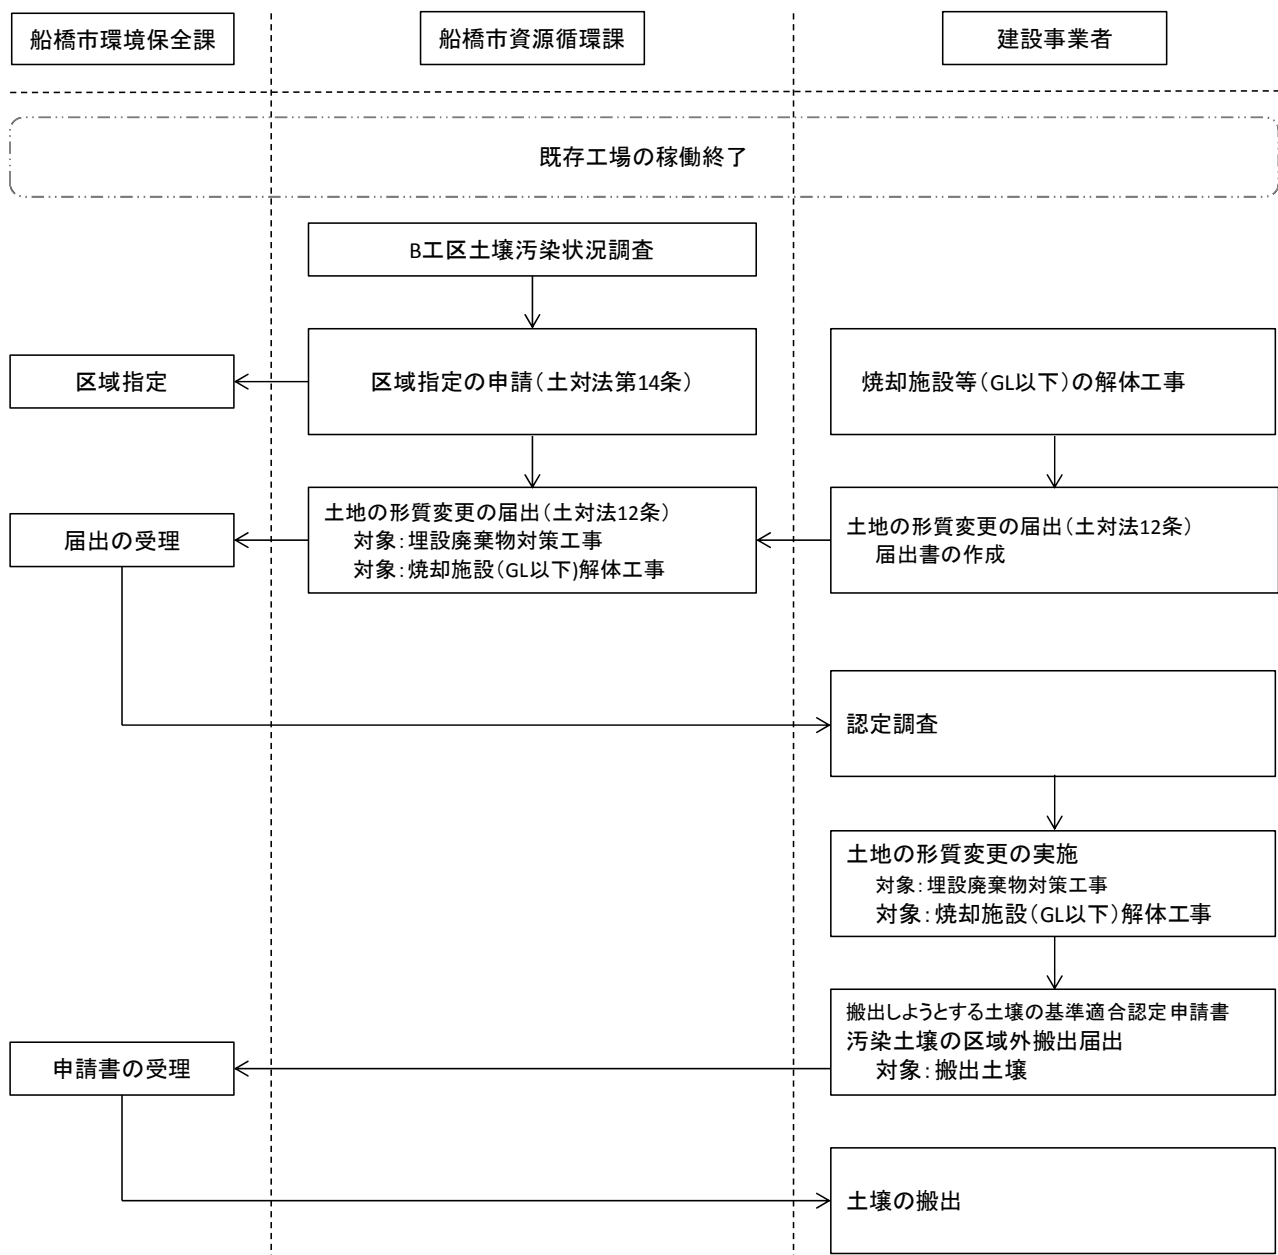 船橋市環境保全課
船橋市資源循環課
建設事業者
既存工場の稼働終了
B工区土壌汚染状況調査
区域指定
区域指定の申請(土対法第14条)
焼却施設等(GL以下)の解体工事
届出の受理
土地の形質変更の届出(土対法12条)
対象:埋設廃棄物対策工事
対象:焼却施設(GL以下)解体工事
土地の形質変更の届出(土対法12条)
届出書の作成
認定調査
土地の形質変更の実施
対象:埋設廃棄物対策工事
対象:焼却施設(GL以下)解体工事
搬出しようとする土壌の基準適合認定申請書
汚染土壌の区域外搬出届出
対象:搬出土壌
申請書の受理
土壌の搬出